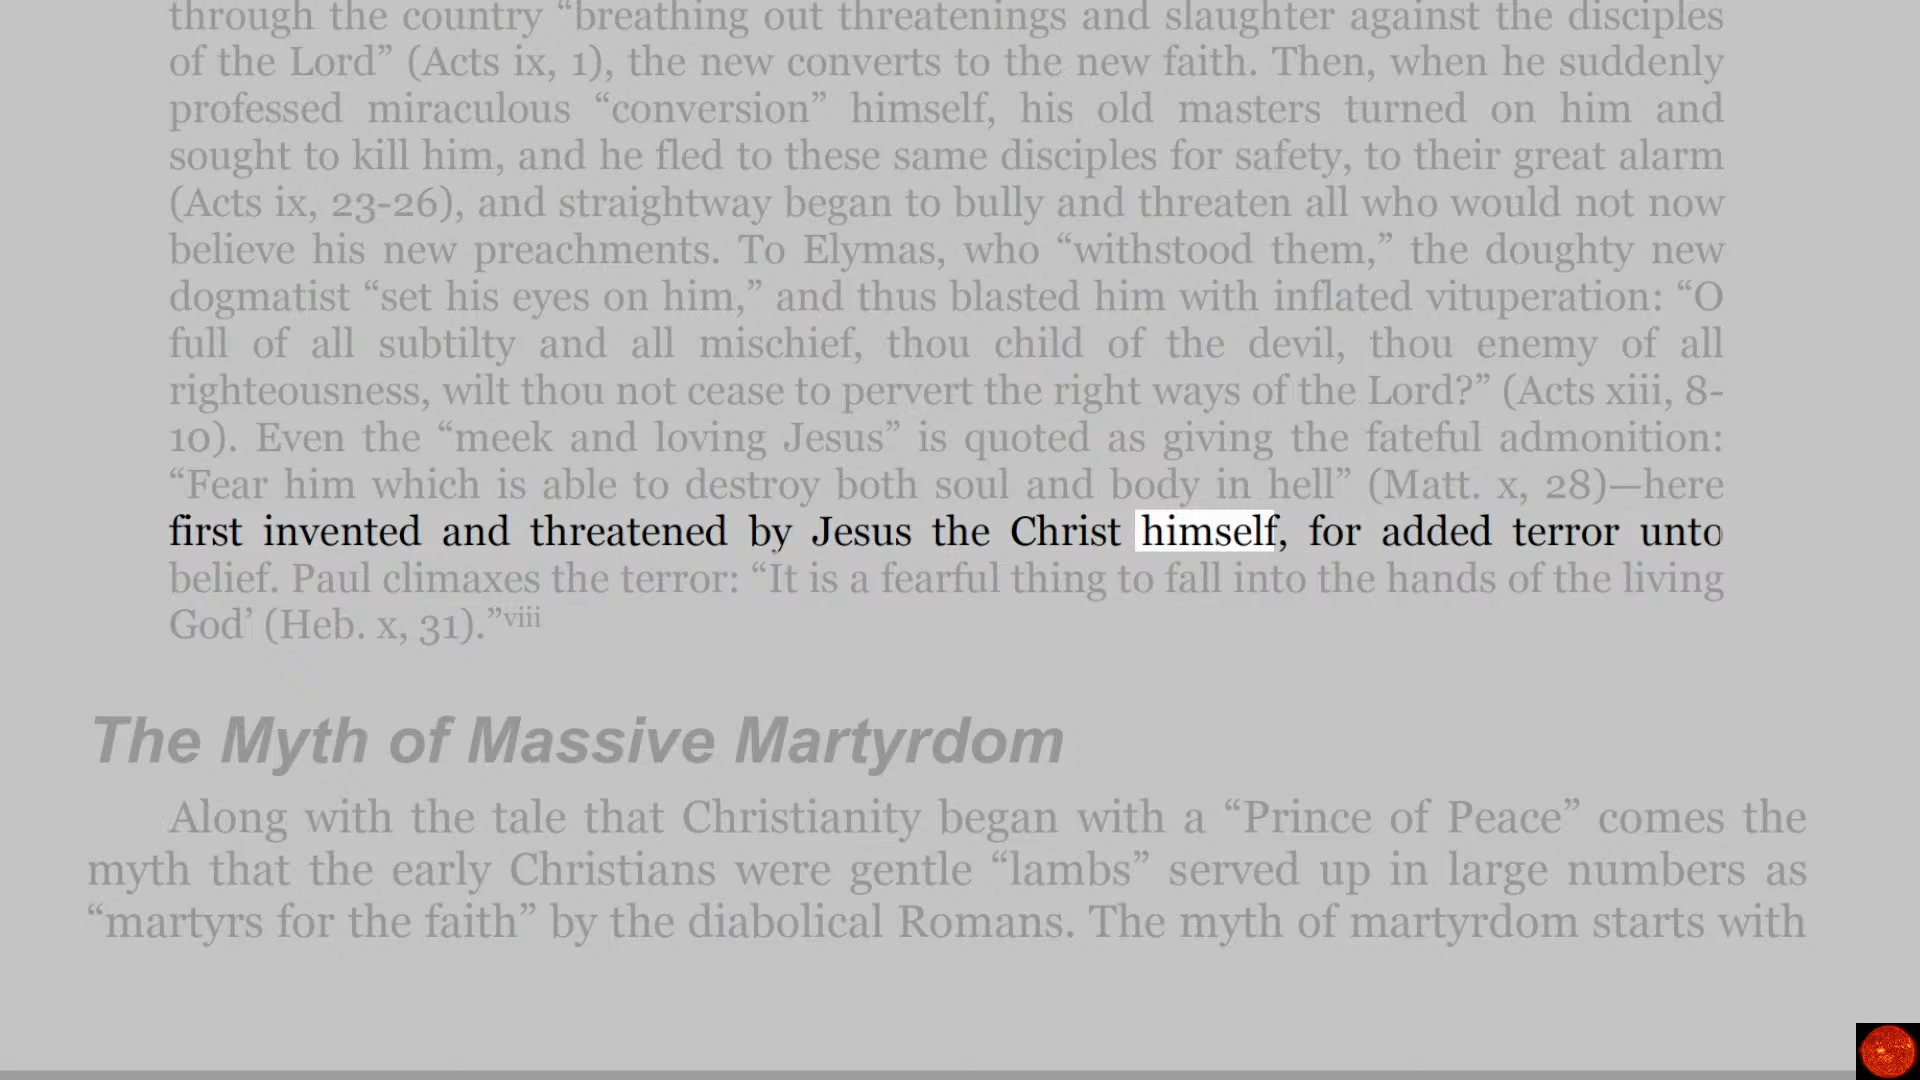 through the country “breathing out threatenings and slaughter against the disciples
of the Lord” (Acts ix, 1), the new converts to the new faith. Then, when he suddenly
professed miraculous “conversion” himself, his old masters turned on him and
sought to kill him, and he fled to these same disciples for safety, to their great alarm
(Acts ix, 23-26), and straightway began to bully and threaten all who would not now
believe his new preachments. To Elymas, who “withstood them,” the doughty new
dogmatist “set his eyes on him,” and thus blasted him with inflated vituperation: “O
full of all subtilty and all mischief, thou child of the devil, thou enemy of all
righteousness, wilt thou not cease to pervert the right ways of the Lord?” (Acts xiii, 8-
10). Even the “meek and loving Jesus” is quoted as giving the fateful admonition:
“Fear him which is able to destroy both soul and body in hell” (Matt. x, 28)—here
first invented and threatened by Jesus the Christ himself, for added terror unto
belief. Paul climaxes the terror: “It is a fearful thing to fall into the hands of the living
God’ (Heb. x, 31).”viii
The Myth of Massive Martyrdom
Along with the tale that Christianity began with a “Prince of Peace” comes the
myth that the early Christians were gentle “lambs” served up in large numbers as
“martyrs for the faith” by the diabolical Romans. The myth of martyrdom starts with